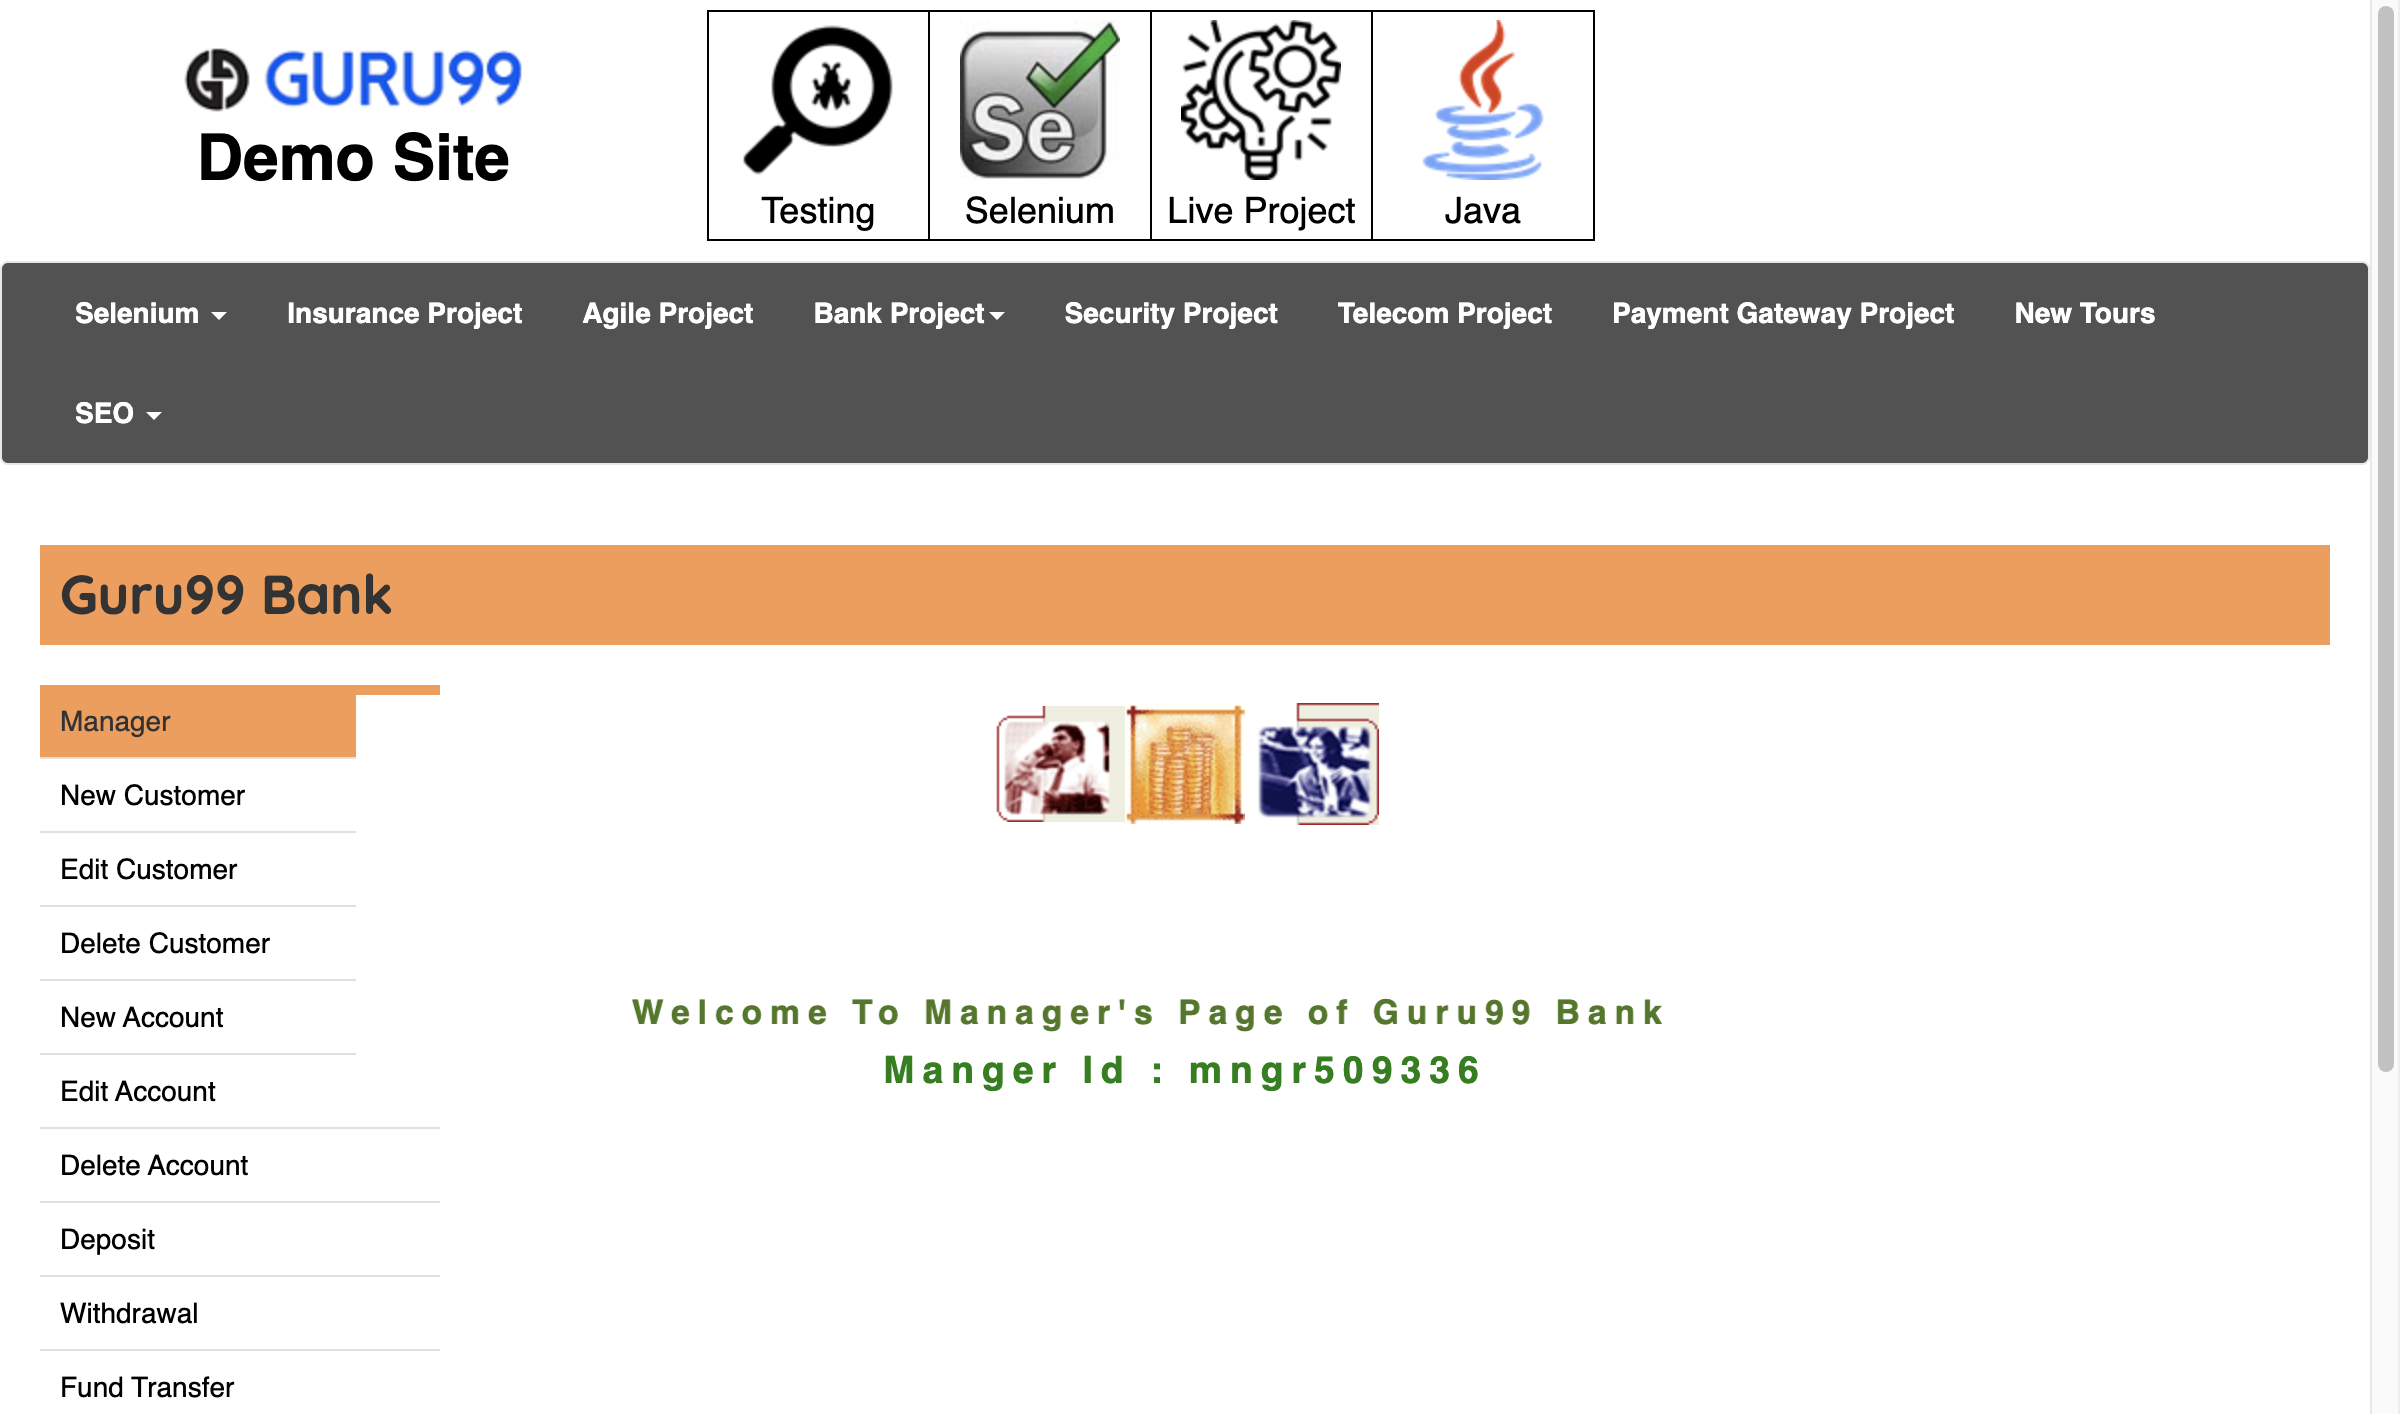 GURU99
Demo Site
Se
Testing
Selenium
Live Project
Java
Selenium
Insurance Project
Agile Project
Bank Project
Security Project
Telecom Project
Payment Gateway Project
New Tours
SEO
Guru99 Bank
Manager
New Customer
Edit Customer
Delete Customer
New Account
Edit Account
Delete Account
Deposit
Withdrawal
Fund Transfer
Welcome To Manager's Page of Guru99 Bank
Manger Id : mngr509336